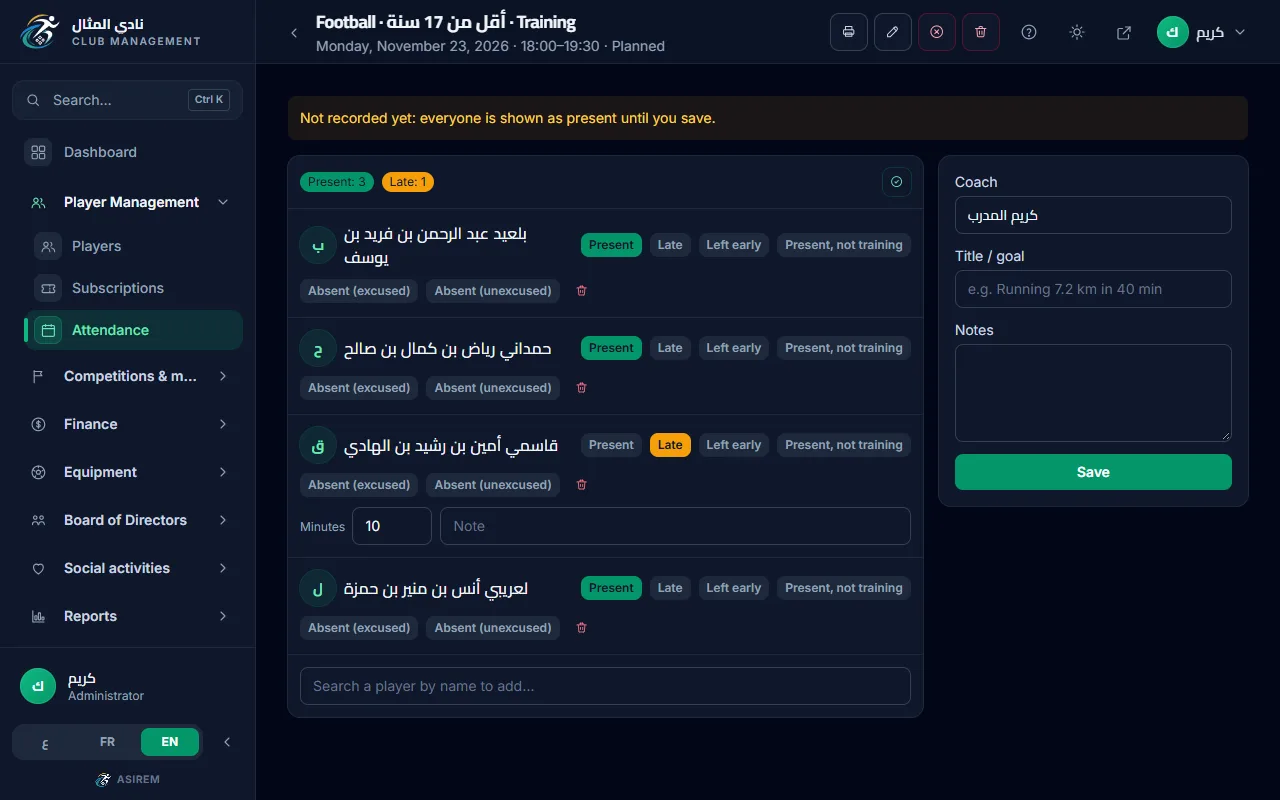 نادي المثال
CLUB MANAGEMENT
Search...
Ctrl K
Dashboard
Player Management
Players
Subscriptions
Attendance
Competitions & m...
Finance
Equipment
Board of Directors
Social activities
Reports
ك
كريم
Administrator
ع
FR
EN
ASIREM
Football · أقل من 17 سنة · Training
Monday, November 23, 2026 · 18:00–19:30 · Planned
ك
كريم
Not recorded yet: everyone is shown as present until you save.
Present: 3
Late: 1
ب
بلعيد عبد الرحمن بن فريد بن
يوسف
Present
Late
Left early
Present, not training
Absent (excused)
Absent (unexcused)
ح
حمداني رياض بن كمال بن صالح
Present
Late
Left early
Present, not training
Absent (excused)
Absent (unexcused)
ق
قاسمي أمين بن رشيد بن الهادي
Present
Late
Left early
Present, not training
Absent (excused)
Absent (unexcused)
Minutes
10
Note
ل
لعريبي أنس بن منير بن حمزة
Present
Late
Left early
Present, not training
Absent (excused)
Absent (unexcused)
Search a player by name to add...
Coach
كريم المدرب
Title / goal
e.g. Running 7.2 km in 40 min
Notes
Save